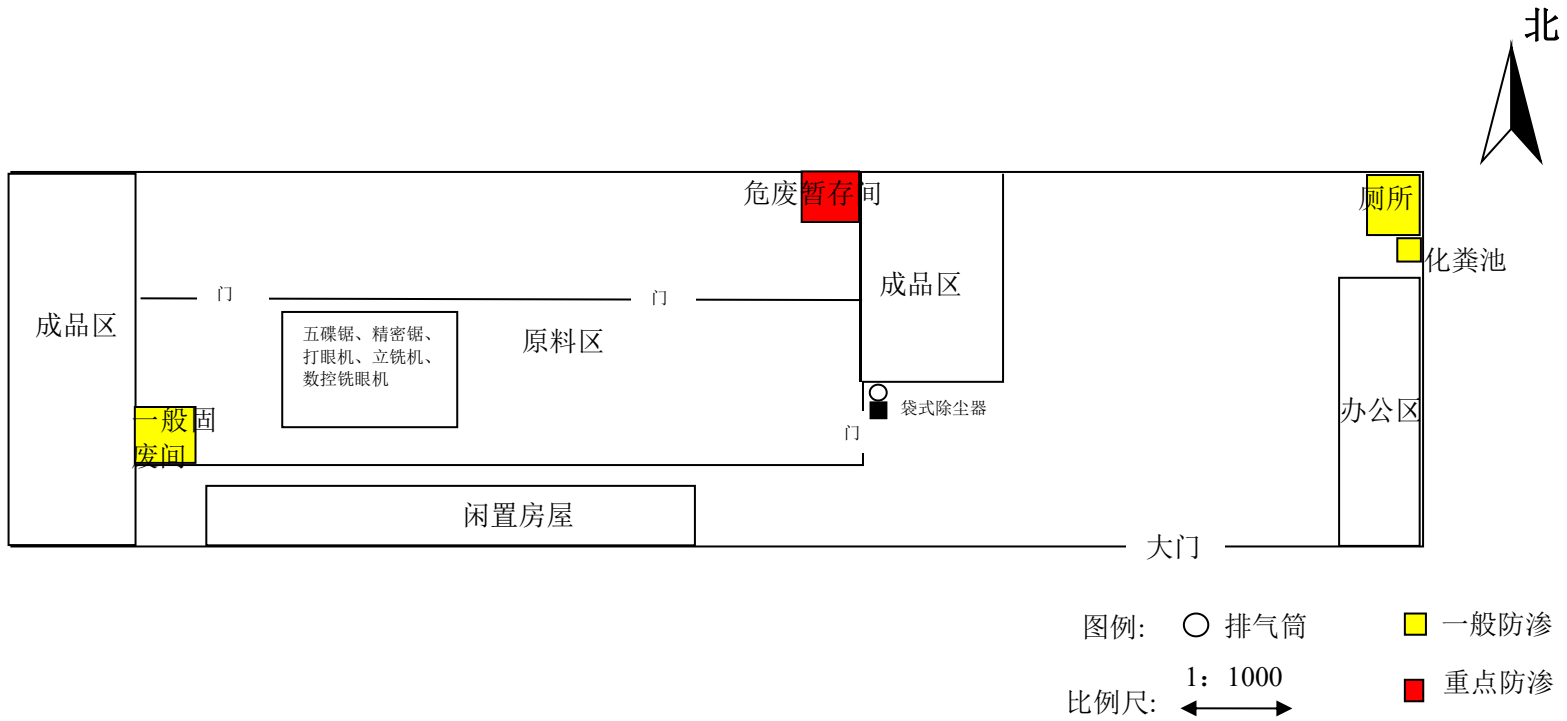 北
危废暂存间
厕所
化粪池
成品区
门
门
成品区
五碟锯、精密锯、
打眼机、立铣机、
数控铣眼机
原料区
袋式除尘器
办公区
一般固
废间
门
闲置房屋
大门
图例:
排气筒
一般防渗
比例尺:
1：1000
重点防渗